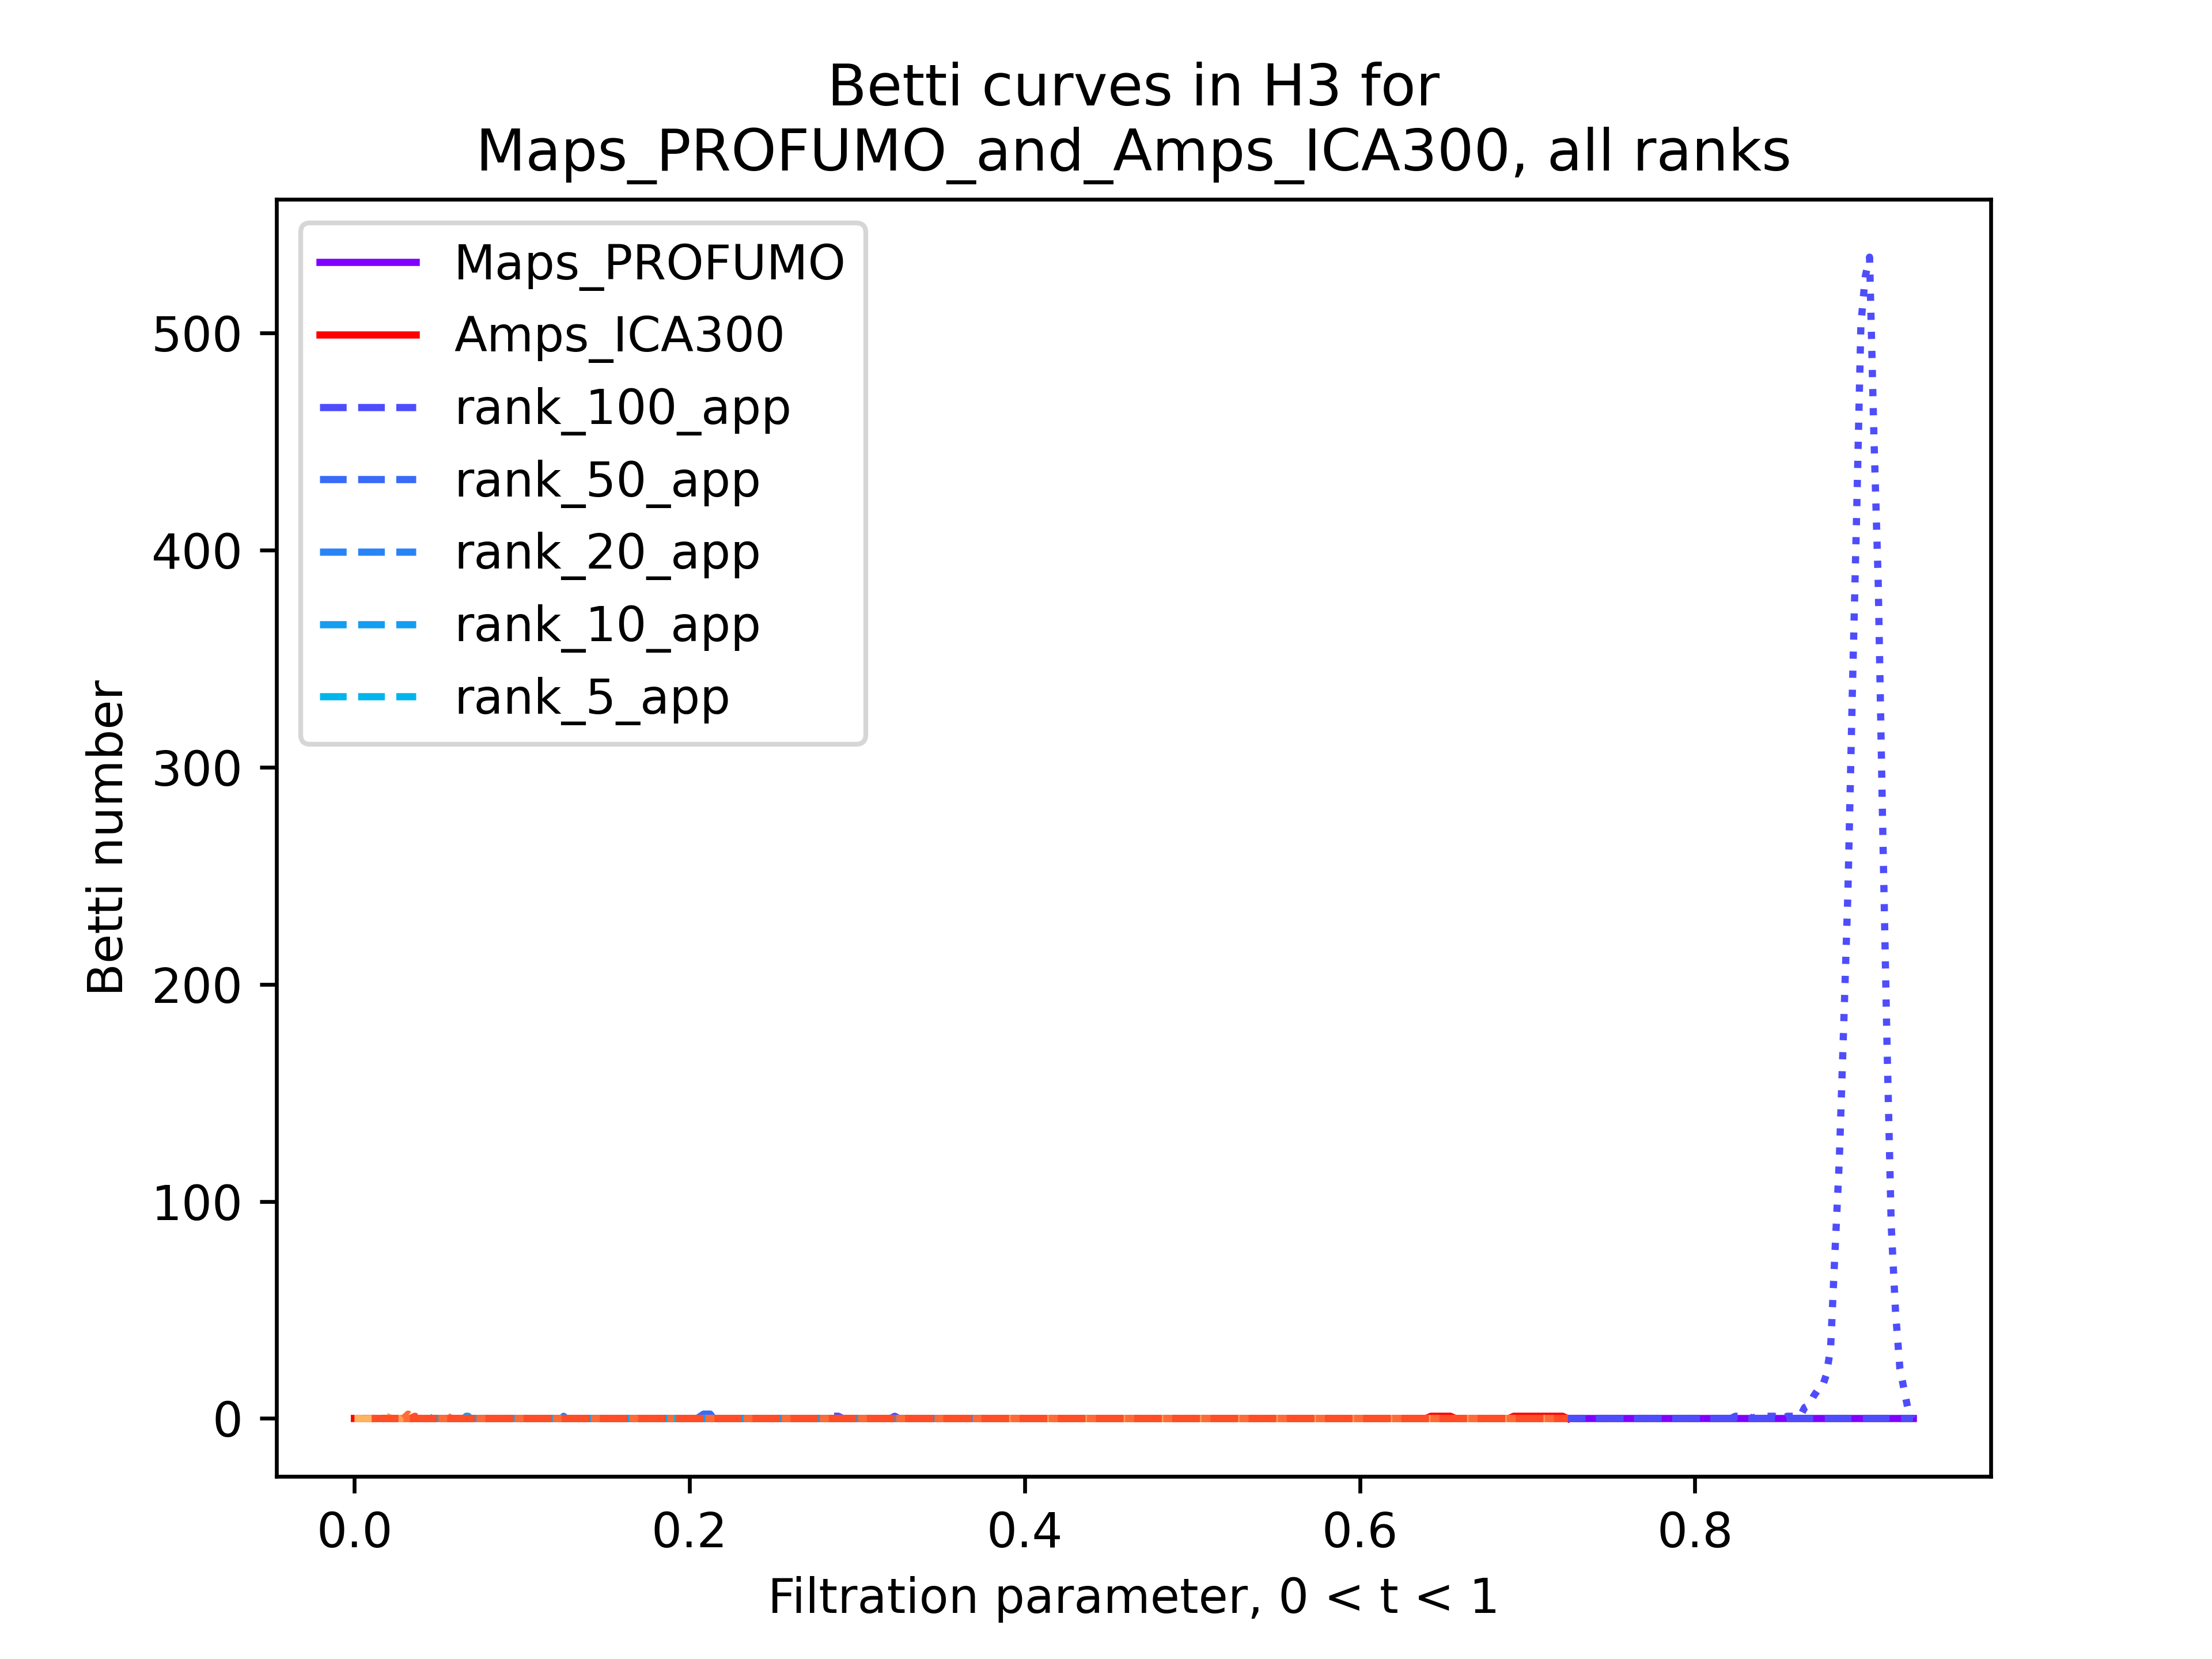 Betti curves in H3 for
Maps_PROFUMO_and_Amps_ICA300, all ranks
Maps_PROFUMO
Amps_ICA300
rank_100_app
rank_50_app
rank_20_app
rank_10_app
rank_5_app
Betti number
500
400
300
200
100
0
0.0 0.2 0.4 0.6 0.8
Filtration parameter, 0 < t < 1